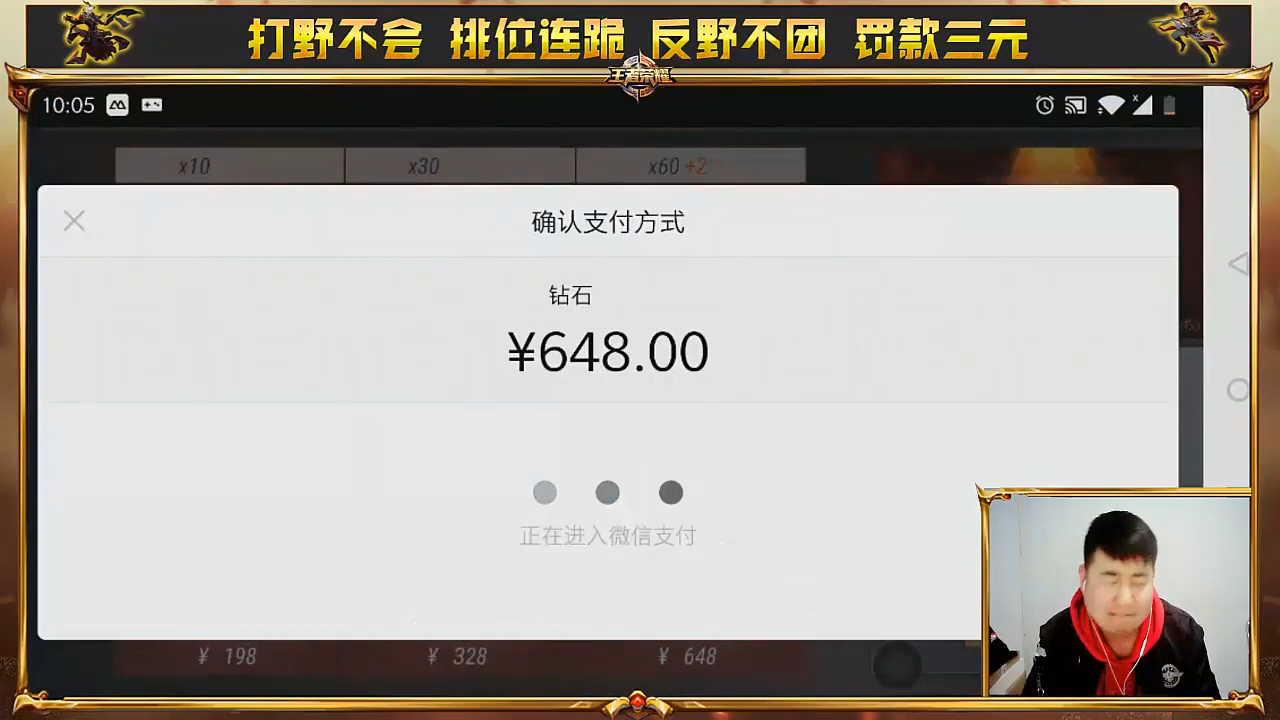 打野不会 排位连跪 反野不团 罚款三元
王者荣耀
10:05
x10 x30 x60 +2
确认支付方式
钻石
¥648.00
正在进入微信支付
¥ 198 ¥ 328 ¥ 648